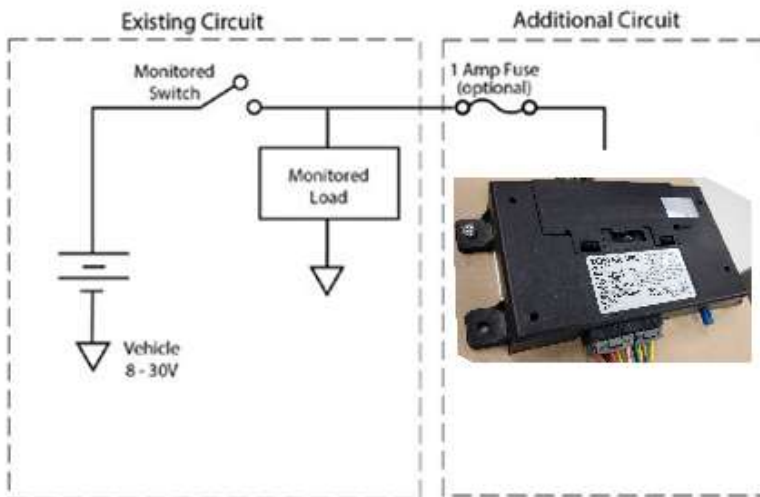 Existing Circuit
Additional Circuit
Monitored
Switch
1 Amp Fuse
(optional)
Monitored
Load
Vehicle
8 - 30V